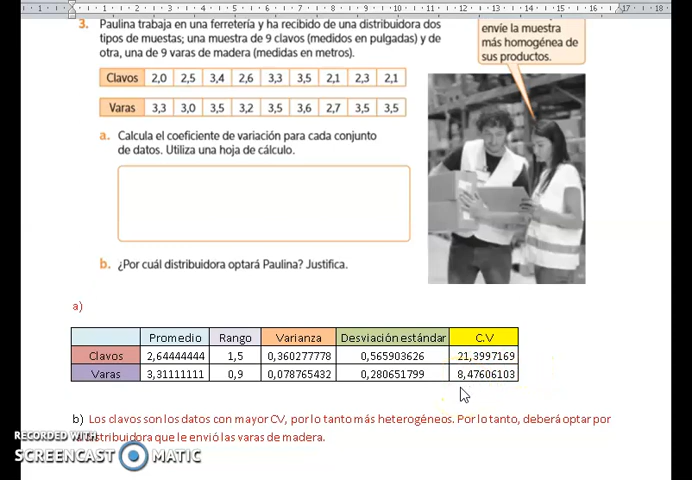 3. Paulina trabaja en una ferretería y ha recibido de una distribuidora dos
tipos de muestas; una muestra de 9 clavos (medidos en pulgadas) y de
otra, una de 9 varas de madera (medidas en metros).
envíe la muestra
más homogénea de
sus productos.
Clavos 2,0 2,5 3,4 2,6 3,3 3,5 2,1 2,3 2,1
Varas 3,3 3,0 3,5 3,2 3,5 3,6 2,7 3,5 3,5
a. Calcula el coeficiente de variación para cada conjunto
de datos. Utiliza una hoja de cálculo.
b. ¿Por cuál distribuidora optará Paulina? Justifica.
a)
Promedio Rango Varianza Desviación estándar C.V
Clavos 2,64444444 1,5 0,360277778 0,565903626 21,3997169
Varas 3,31111111 0,9 0,078765432 0,280651799 8,47606103
b) Los clavos son los datos con mayor CV, por lo tanto más heterogéneos. Por lo tanto, deberá optar por
distribuidora que le envió las varas de madera.
RECORDED WITH
SCREENCAST MATIC